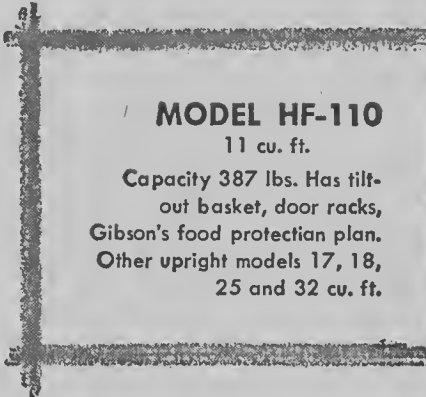 MODEL HF-110
11 cu. ft.
Capacity 387 lbs. Has tilt-
out basket, door racks,
Gibson's food protectian plan.
Other upright models 17, 18,
25 and 32 cu. ft.